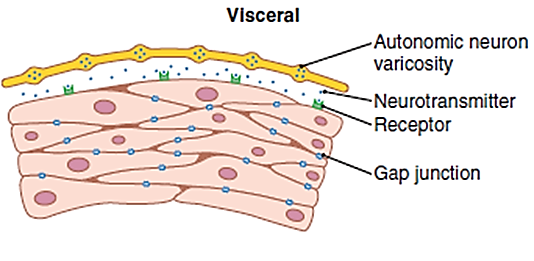 Visceral
Autonomic neuron
varicosity
Neurotransmitter
Receptor
Gap junction